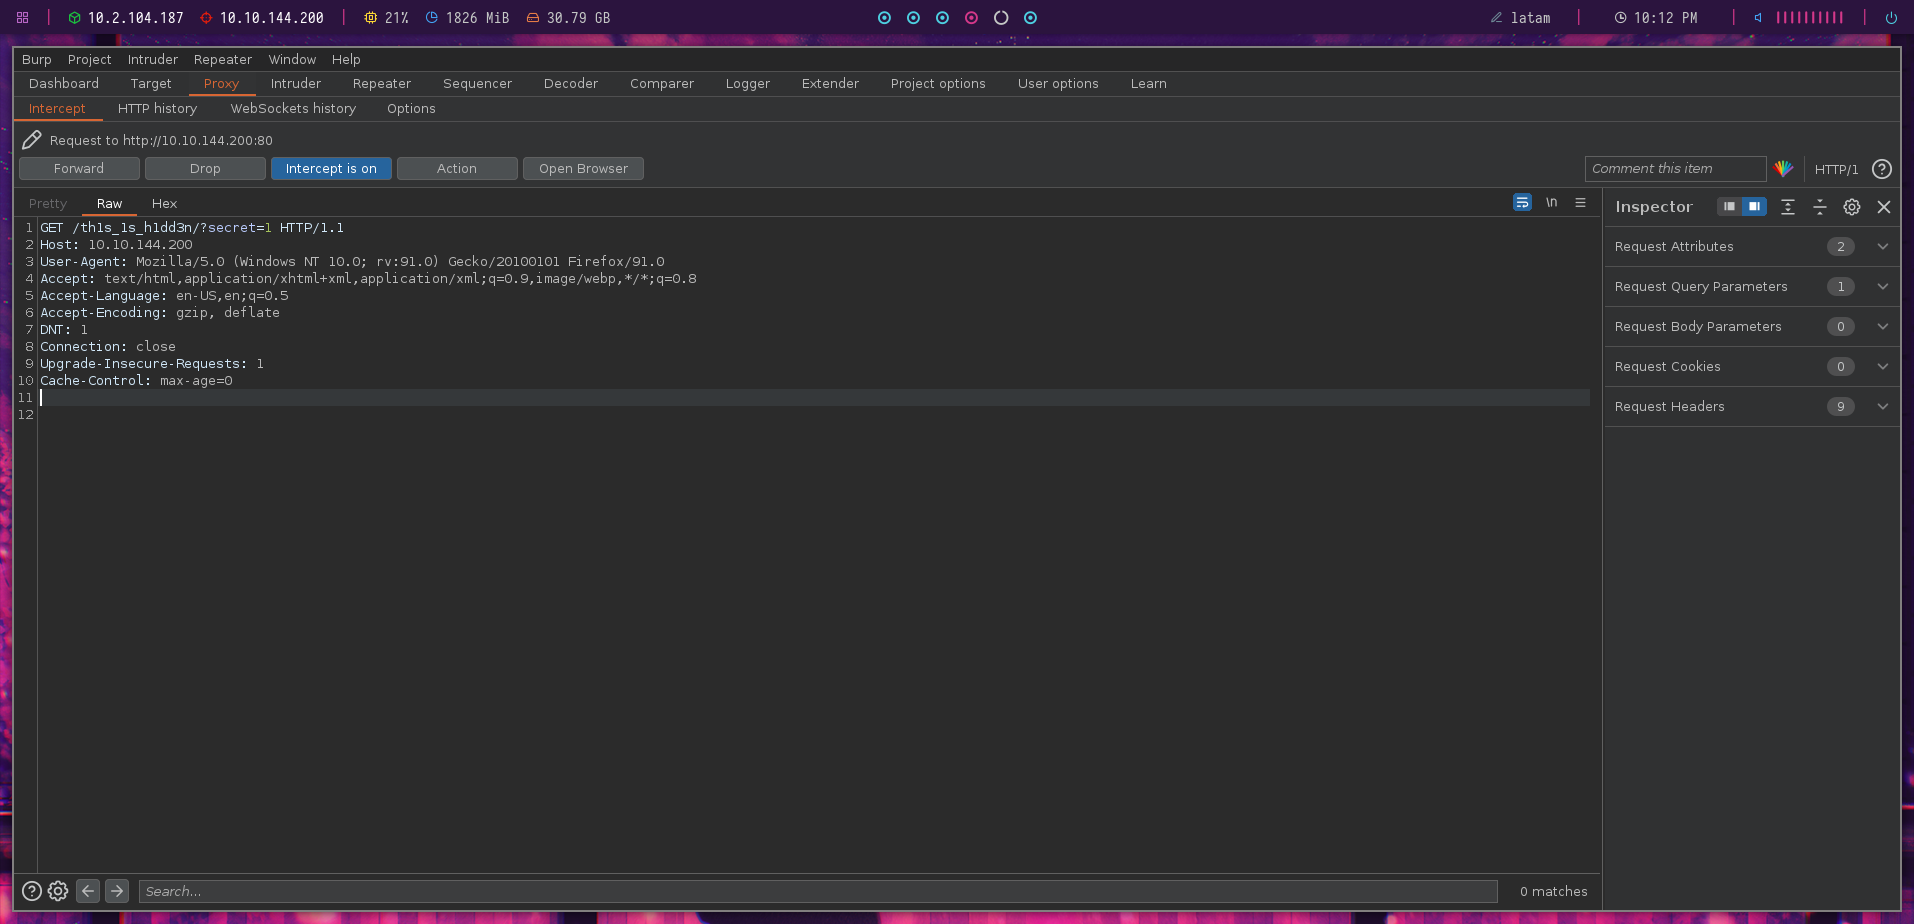 10.2.104.187 10.10.144.200 21% 1826 MiB 30.79 GB latam 10:12 PM
Burp Project Intruder Repeater Window Help
Dashboard Target Proxy Intruder Repeater Sequencer Decoder Comparer Logger Extender Project options User options Learn
Intercept HTTP history WebSockets history Options
Request to http://10.10.144.200:80
Forward Drop Intercept is on Action Open Browser Comment this item HTTP/1 ?
Pretty Raw Hex \n Inspector
1 GET /th1s_1s_h1dd3n/?secret=1 HTTP/1.1
2 Host: 10.10.144.200
3 User-Agent: Mozilla/5.0 (Windows NT 10.0; rv:91.0) Gecko/20100101 Firefox/91.0
4 Accept: text/html,application/xhtml+xml,application/xml;q=0.9,image/webp,*/*;q=0.8
5 Accept-Language: en-US,en;q=0.5
6 Accept-Encoding: gzip, deflate
7 DNT: 1
8 Connection: close
9 Upgrade-Insecure-Requests: 1
10 Cache-Control: max-age=0
11
12
Request Attributes 2
Request Query Parameters 1
Request Body Parameters 0
Request Cookies 0
Request Headers 9
? Search... 0 matches